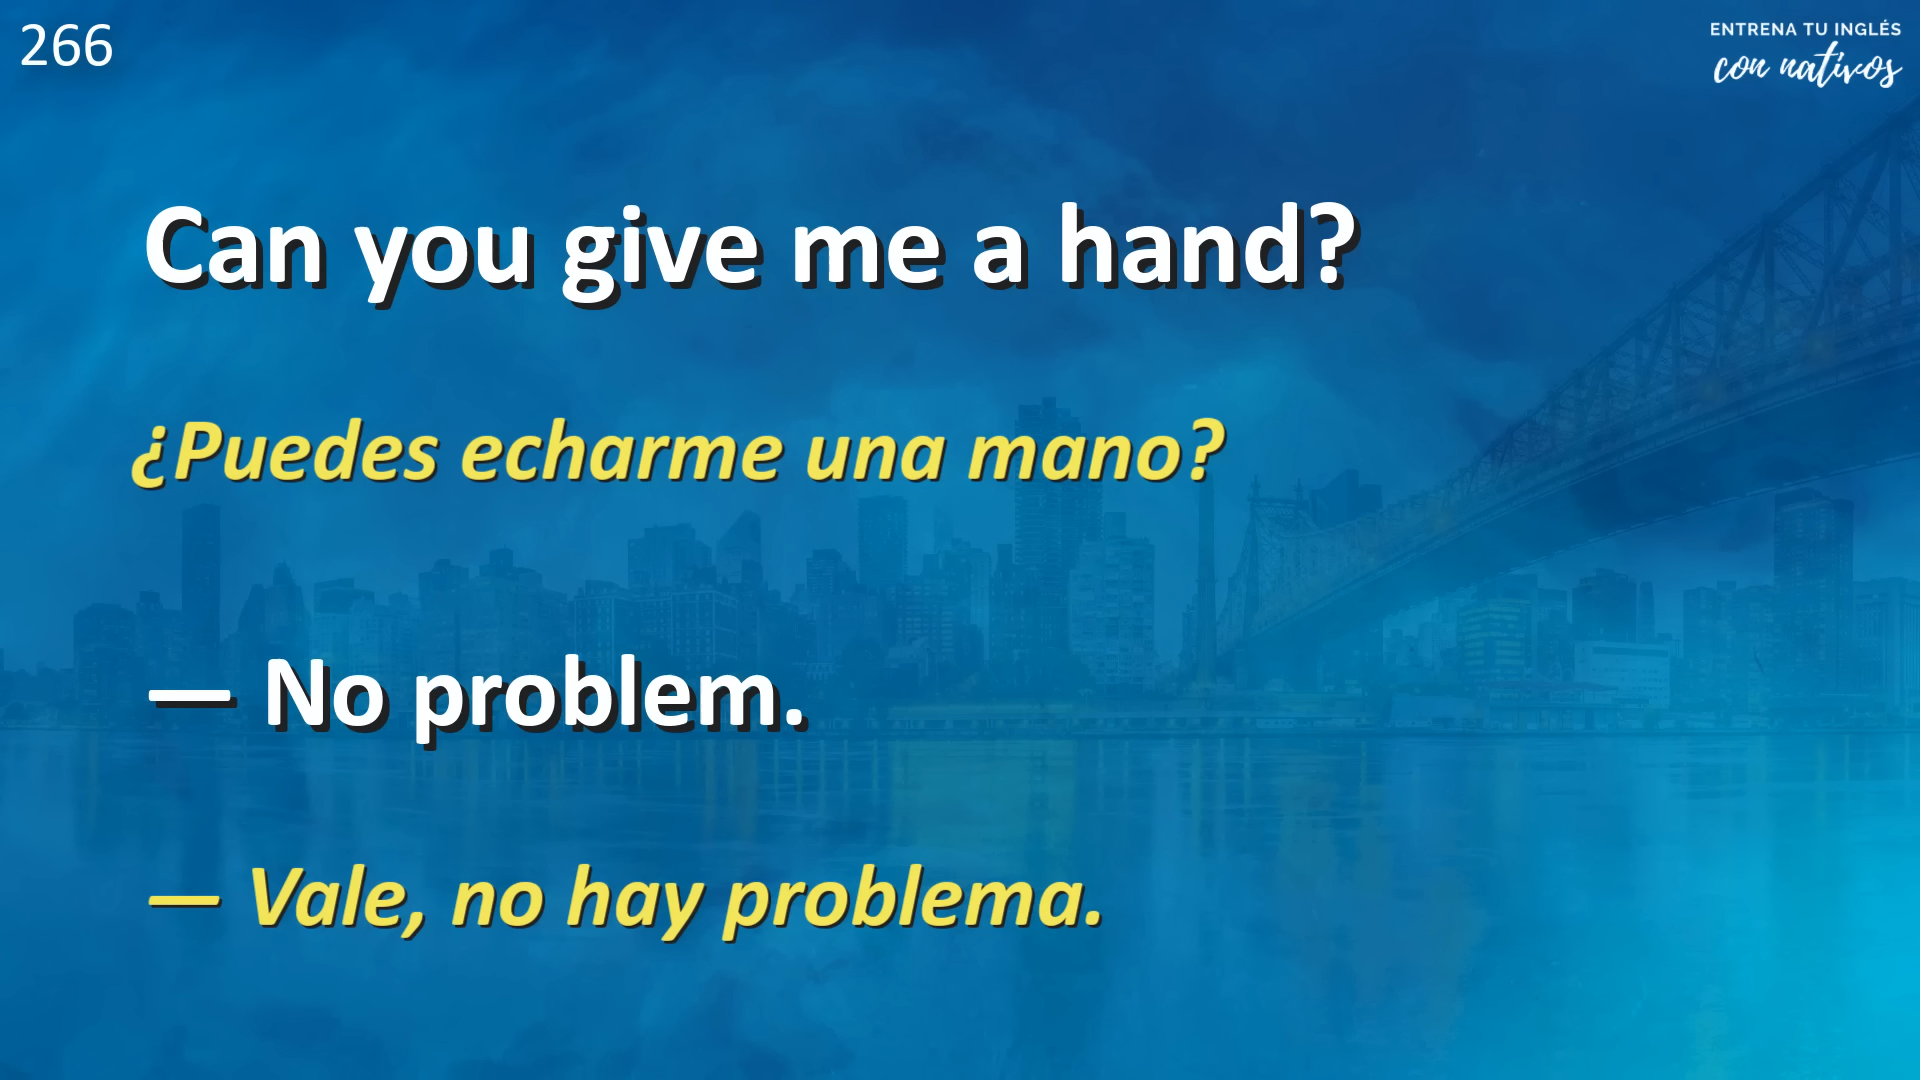 266
ENTRENA TU INGLÉS
con nativos
Can you give me a hand?
¿Puedes echarme una mano?
— No problem.
— Vale, no hay problema.